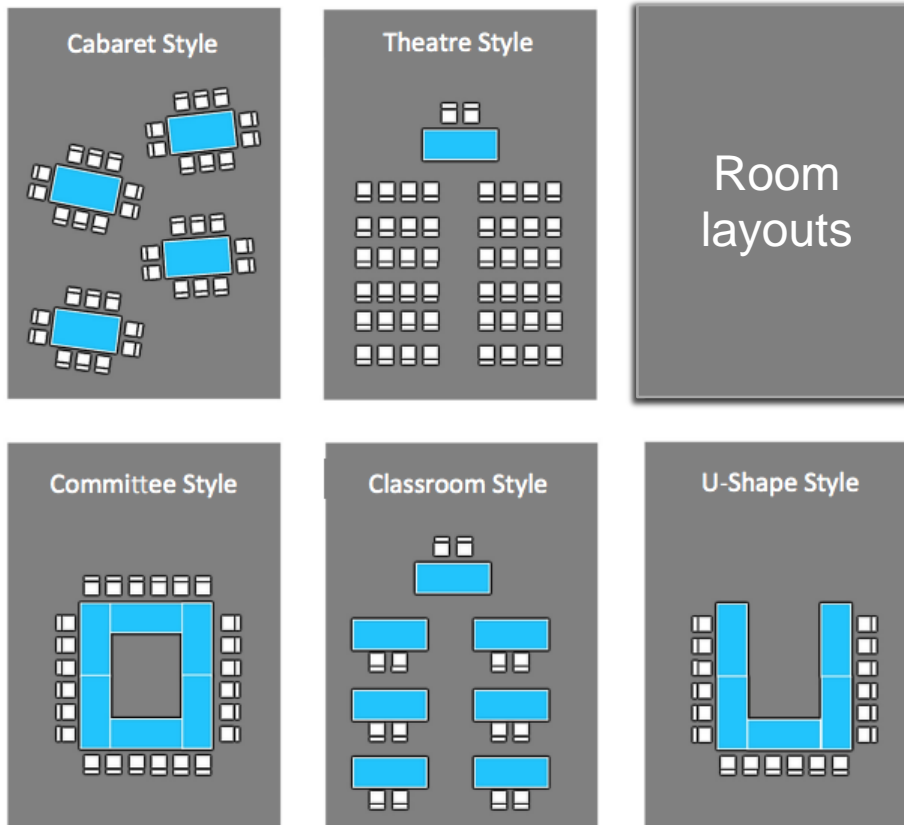 Cabaret Style
Theatre Style
Room
layouts
Committee Style
Classroom Style
U-Shape Style